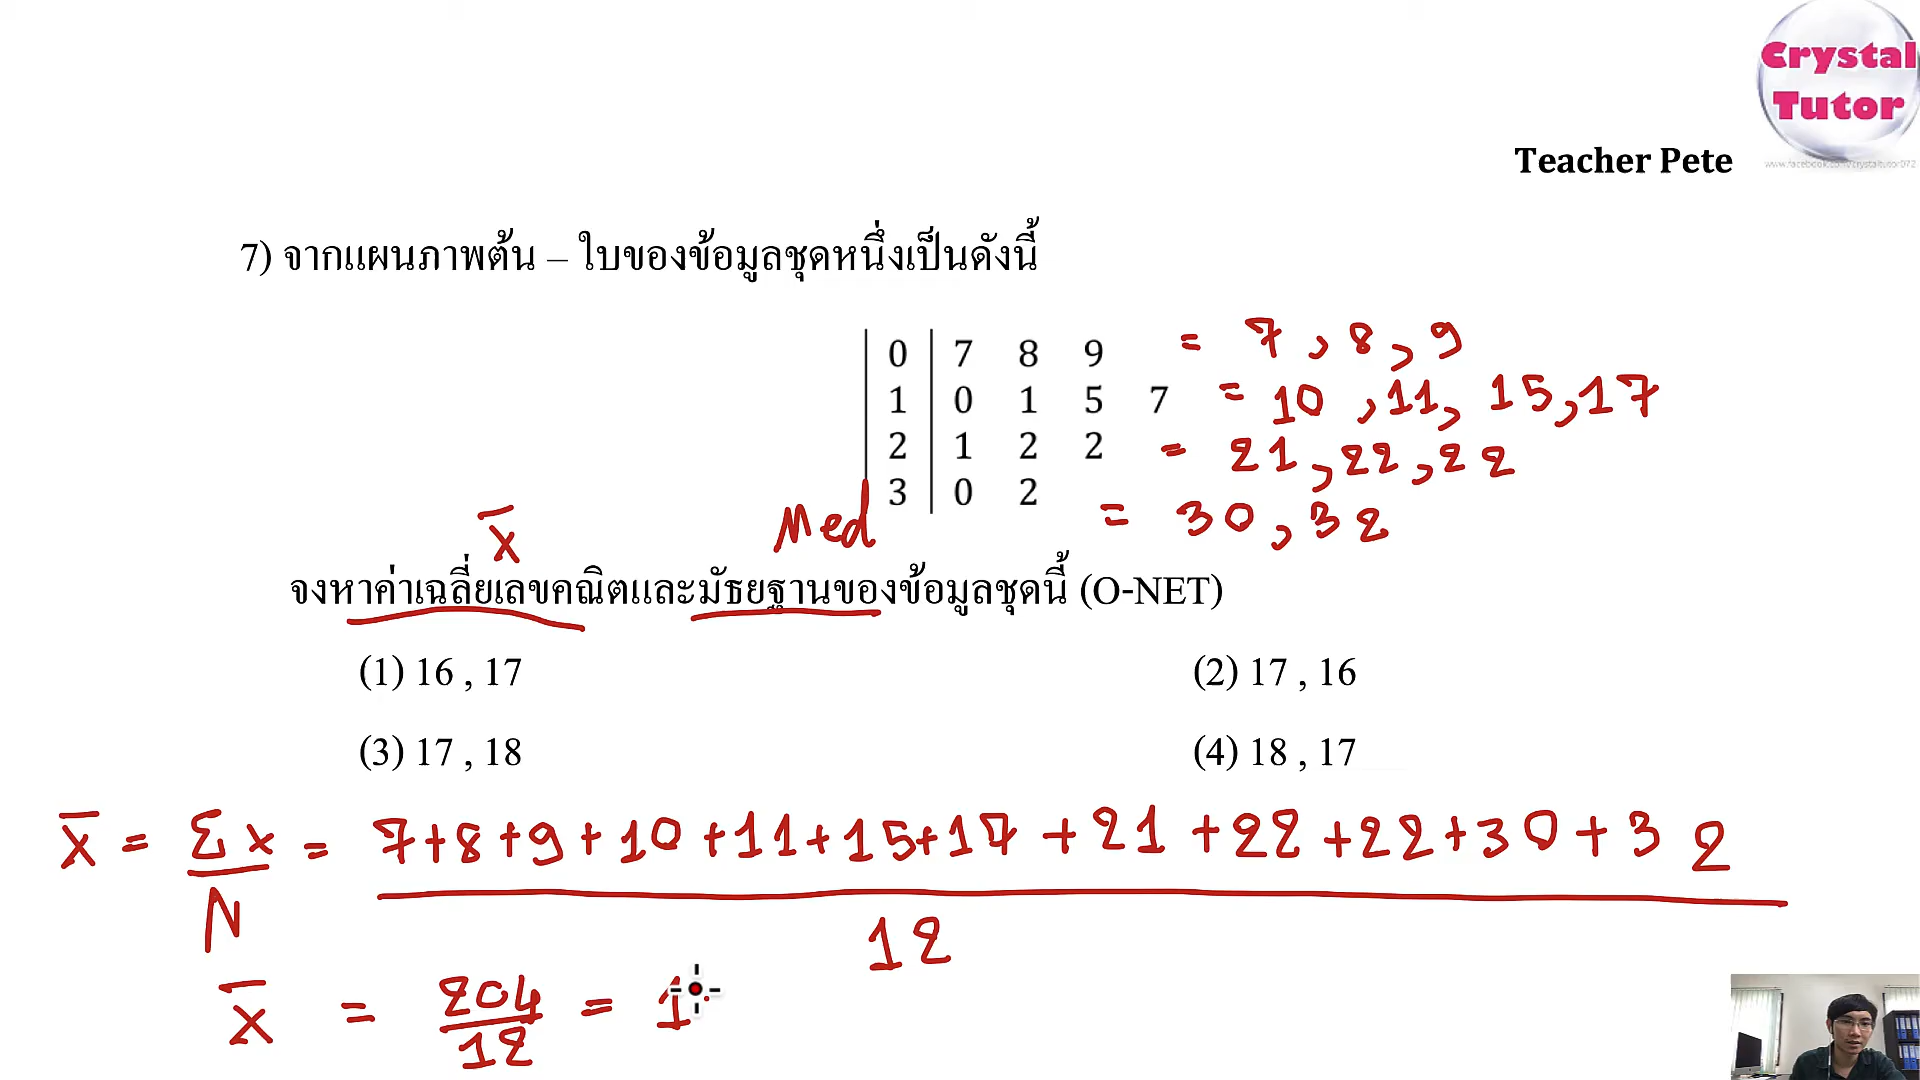 Crystal
Tutor
www.facebook.com/crystaltutor072
Teacher Pete
7) จากแผนภาพต้น – ใบของข้อมูลชุดหนึ่งเป็นดังนี้
0 7 8 9 = 7 , 8 , 9
1 0 1 5 7 = 10 , 11, 15, 17
2 1 2 2 = 21, 22, 22
3 0 2 = 30, 32
x̄ Med
จงหาค่าเฉลี่ยเลขคณิตและมัธยฐานของข้อมูลชุดนี้ (O-NET)
(1) 16 , 17 (2) 17 , 16
(3) 17 , 18 (4) 18 , 17
x̄ = Σx = 7+8+9+10+11+15+17+21+22+22+30+32
N 12
x̄ = 204 = 1
12